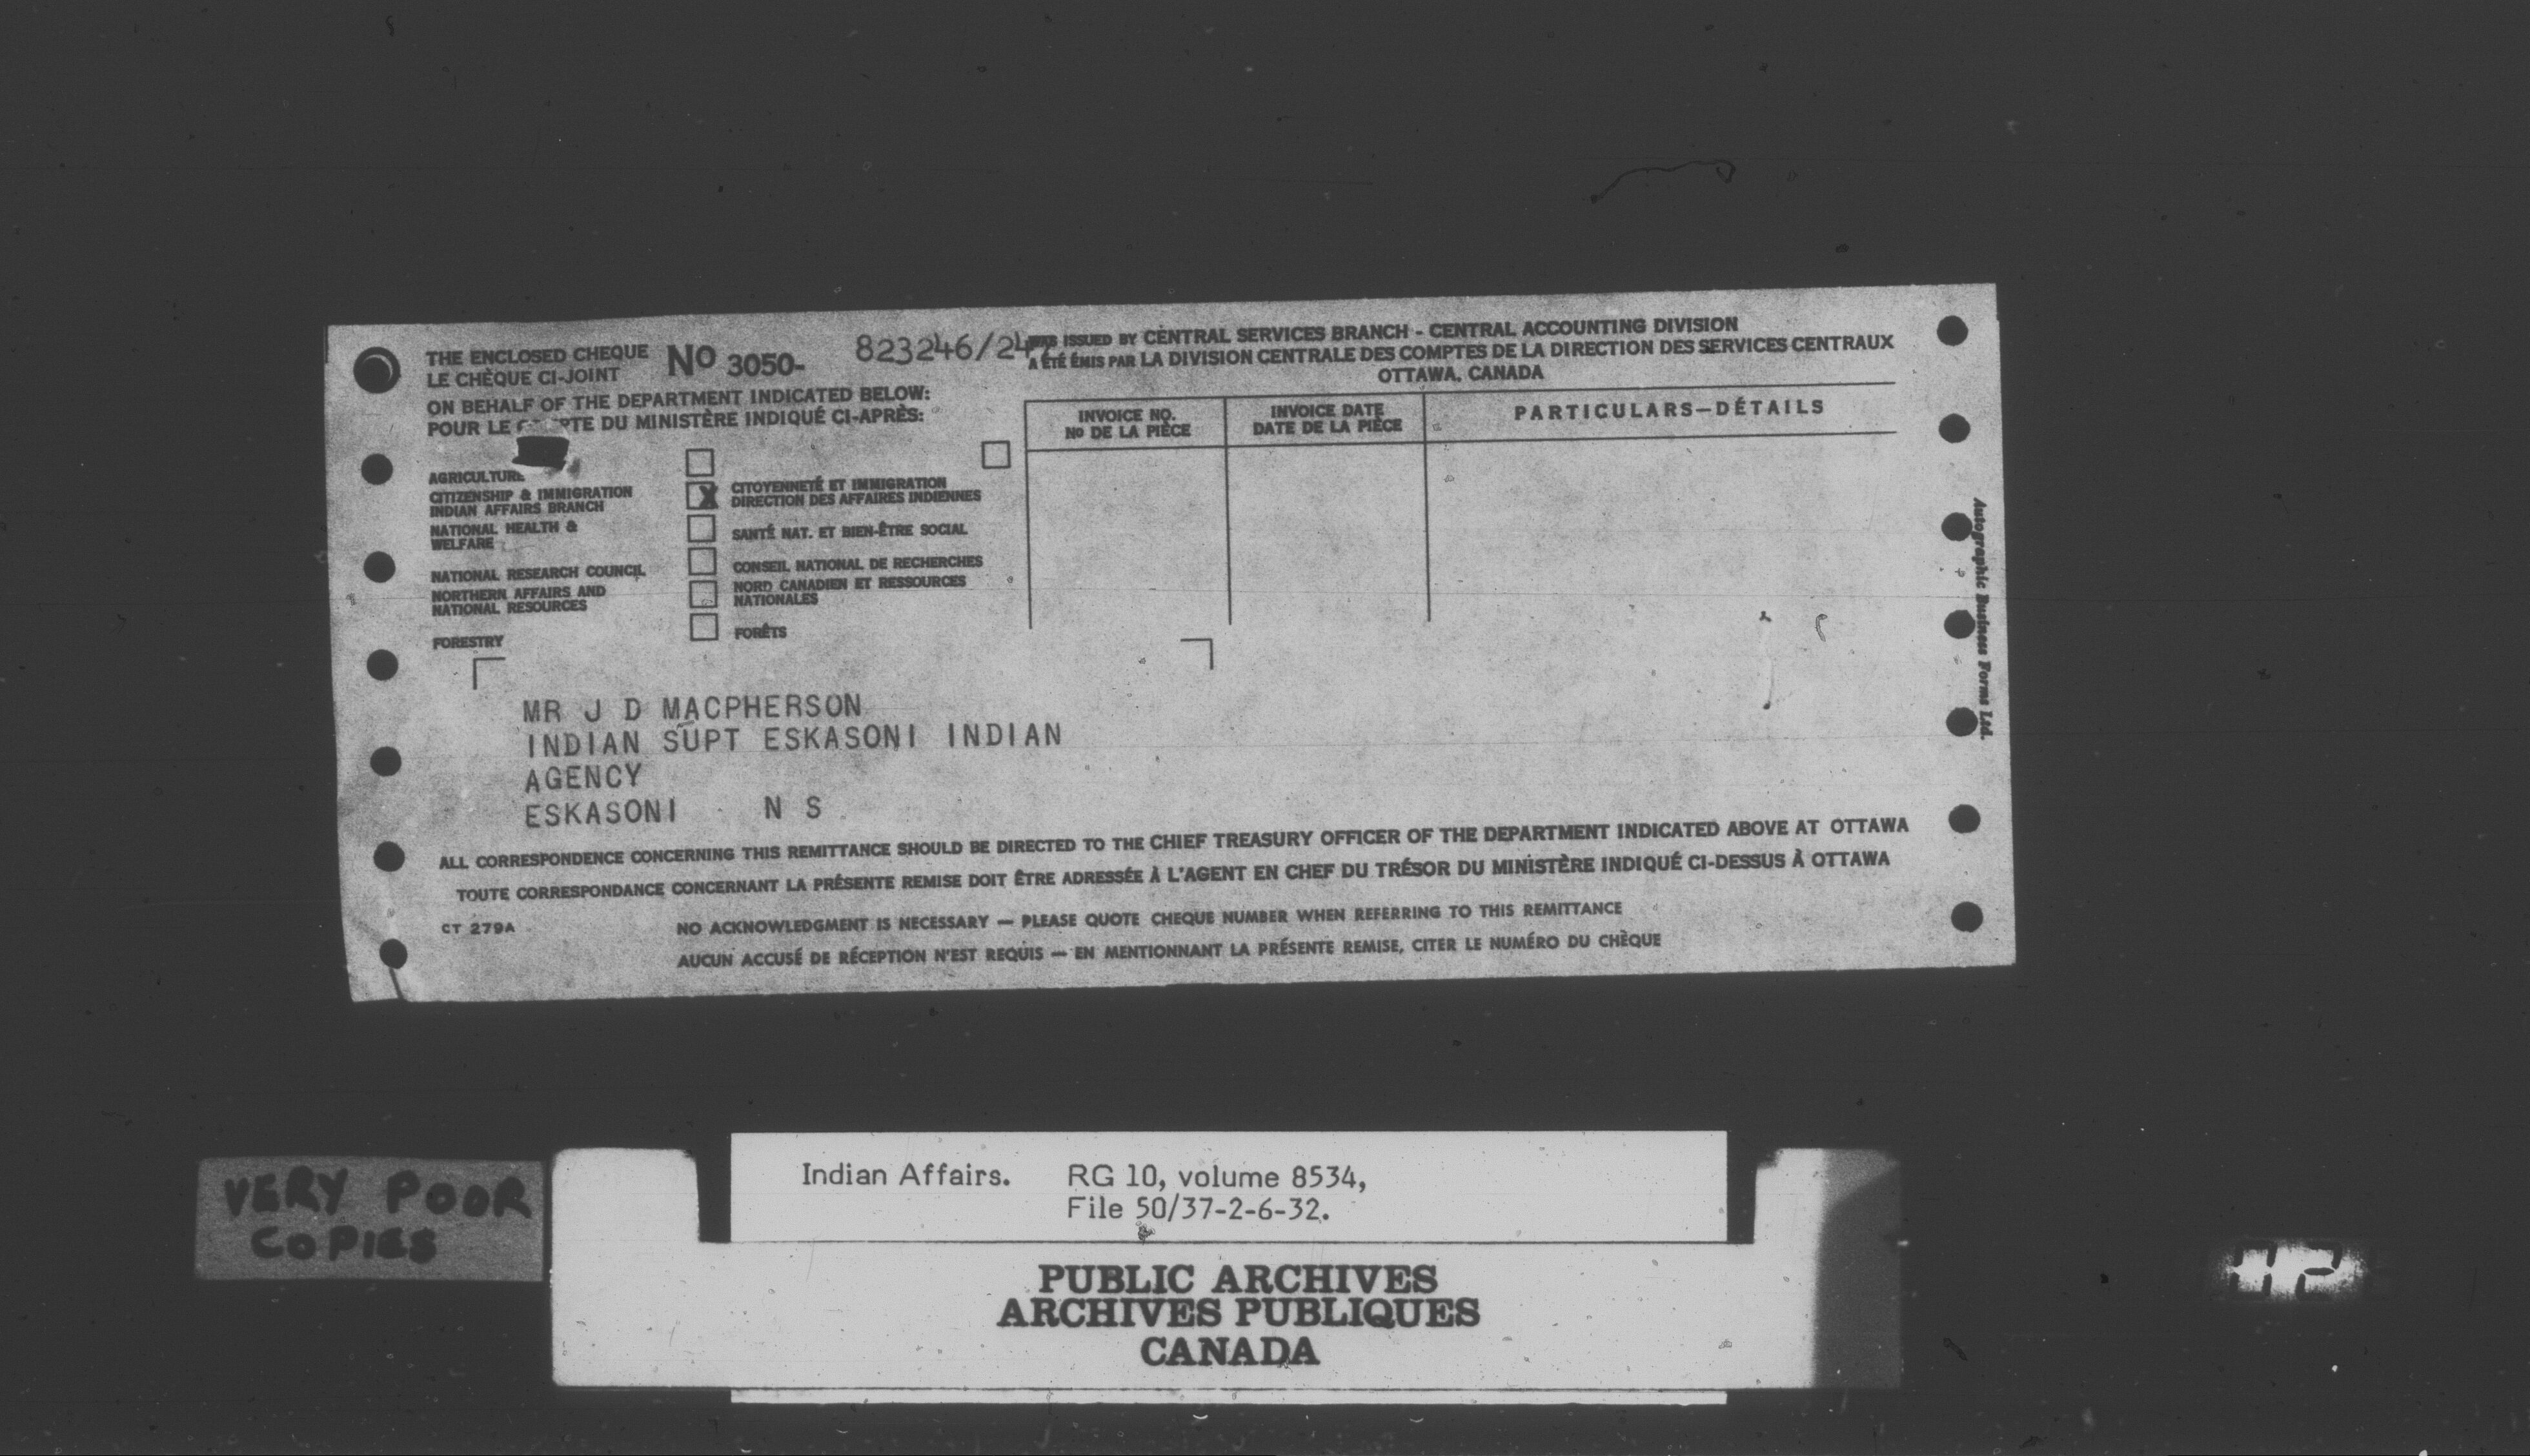 THE ENCLOSED CHEQUE
LE CHÈQUE CI-JOINT
No 3050-
823246/24
WAS ISSUED BY CENTRAL SERVICES BRANCH - CENTRAL ACCOUNTING DIVISION
A ÉTÉ ÉMIS PAR LA DIVISION CENTRALE DES COMPTES DE LA DIRECTION DES SERVICES CENTRAUX
OTTAWA, CANADA
ON BEHALF OF THE DEPARTMENT INDICATED BELOW:
POUR LE DU MINISTÈRE INDIQUÉ CI-APRÈS:
INVOICE NO.
No DE LA PIÈCE
INVOICE DATE
DATE DE LA PIÈCE
PARTICULARS—DÉTAILS
AGRICULTURE
CITIZENSHIP & IMMIGRATION
INDIAN AFFAIRS BRANCH
X
CITOYENNETÉ ET IMMIGRATION
DIRECTION DES AFFAIRES INDIENNES
NATIONAL HEALTH &
WELFARE
SANTÉ NAT. ET BIEN-ÊTRE SOCIAL
NATIONAL RESEARCH COUNCIL
CONSEIL NATIONAL DE RECHERCHES
NORTHERN AFFAIRS AND
NATIONAL RESOURCES
NORD CANADIEN ET RESSOURCES
NATIONALES
FORESTRY
FORÊTS
Autographic Business Forms Ltd.
MR J D MACPHERSON
INDIAN SUPT ESKASONI INDIAN
AGENCY
ESKASONI N S
ALL CORRESPONDENCE CONCERNING THIS REMITTANCE SHOULD BE DIRECTED TO THE CHIEF TREASURY OFFICER OF THE DEPARTMENT INDICATED ABOVE AT OTTAWA
TOUTE CORRESPONDANCE CONCERNANT LA PRÉSENTE REMISE DOIT ÊTRE ADRESSÉE À L'AGENT EN CHEF DU TRÉSOR DU MINISTÈRE INDIQUÉ CI-DESSUS À OTTAWA
CT 279A
NO ACKNOWLEDGMENT IS NECESSARY — PLEASE QUOTE CHEQUE NUMBER WHEN REFERRING TO THIS REMITTANCE
AUCUN ACCUSÉ DE RÉCEPTION N'EST REQUIS — EN MENTIONNANT LA PRÉSENTE REMISE, CITER LE NUMÉRO DU CHÈQUE
VERY POOR
COPIES
Indian Affairs. RG 10, volume 8534,
File 50/37-2-6-32.
PUBLIC ARCHIVES
ARCHIVES PUBLIQUES
CANADA